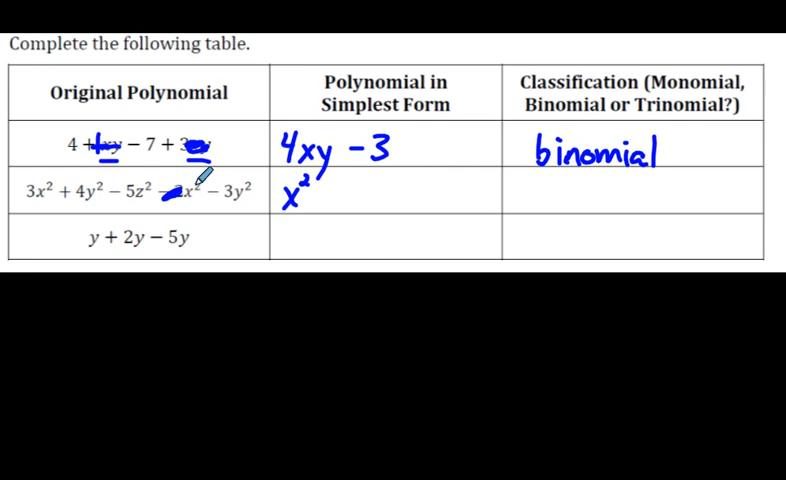 Complete the following table.
Original Polynomial
Polynomial in Simplest Form
Classification (Monomial, Binomial or Trinomial?)
4 + xy − 7 + 3
4xy − 3
binomial
3x² + 4y² − 5z² − x² − 3y²
x²
y + 2y − 5y